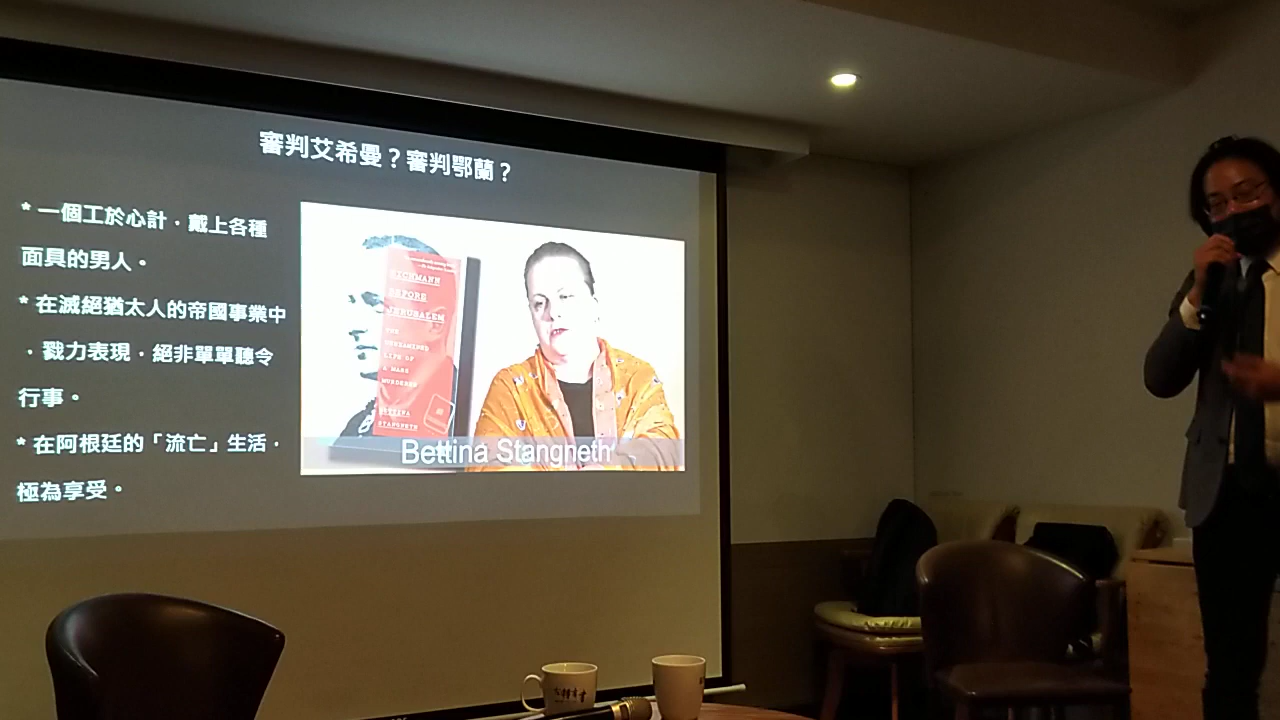 審判艾希曼？審判鄂蘭？
* 一個工於心計，戴上各種
面具的男人。
* 在滅絕猶太人的帝國事業中
，戮力表現，絕非單單聽令
行事。
* 在阿根廷的「流亡」生活，
極為享受。
EICHMANN
BEFORE
JERUSALEM
THE
UNEXAMINED
LIFE OF
A MASS
MURDERER
BETTINA
STANGNETH
Bettina Stangneth